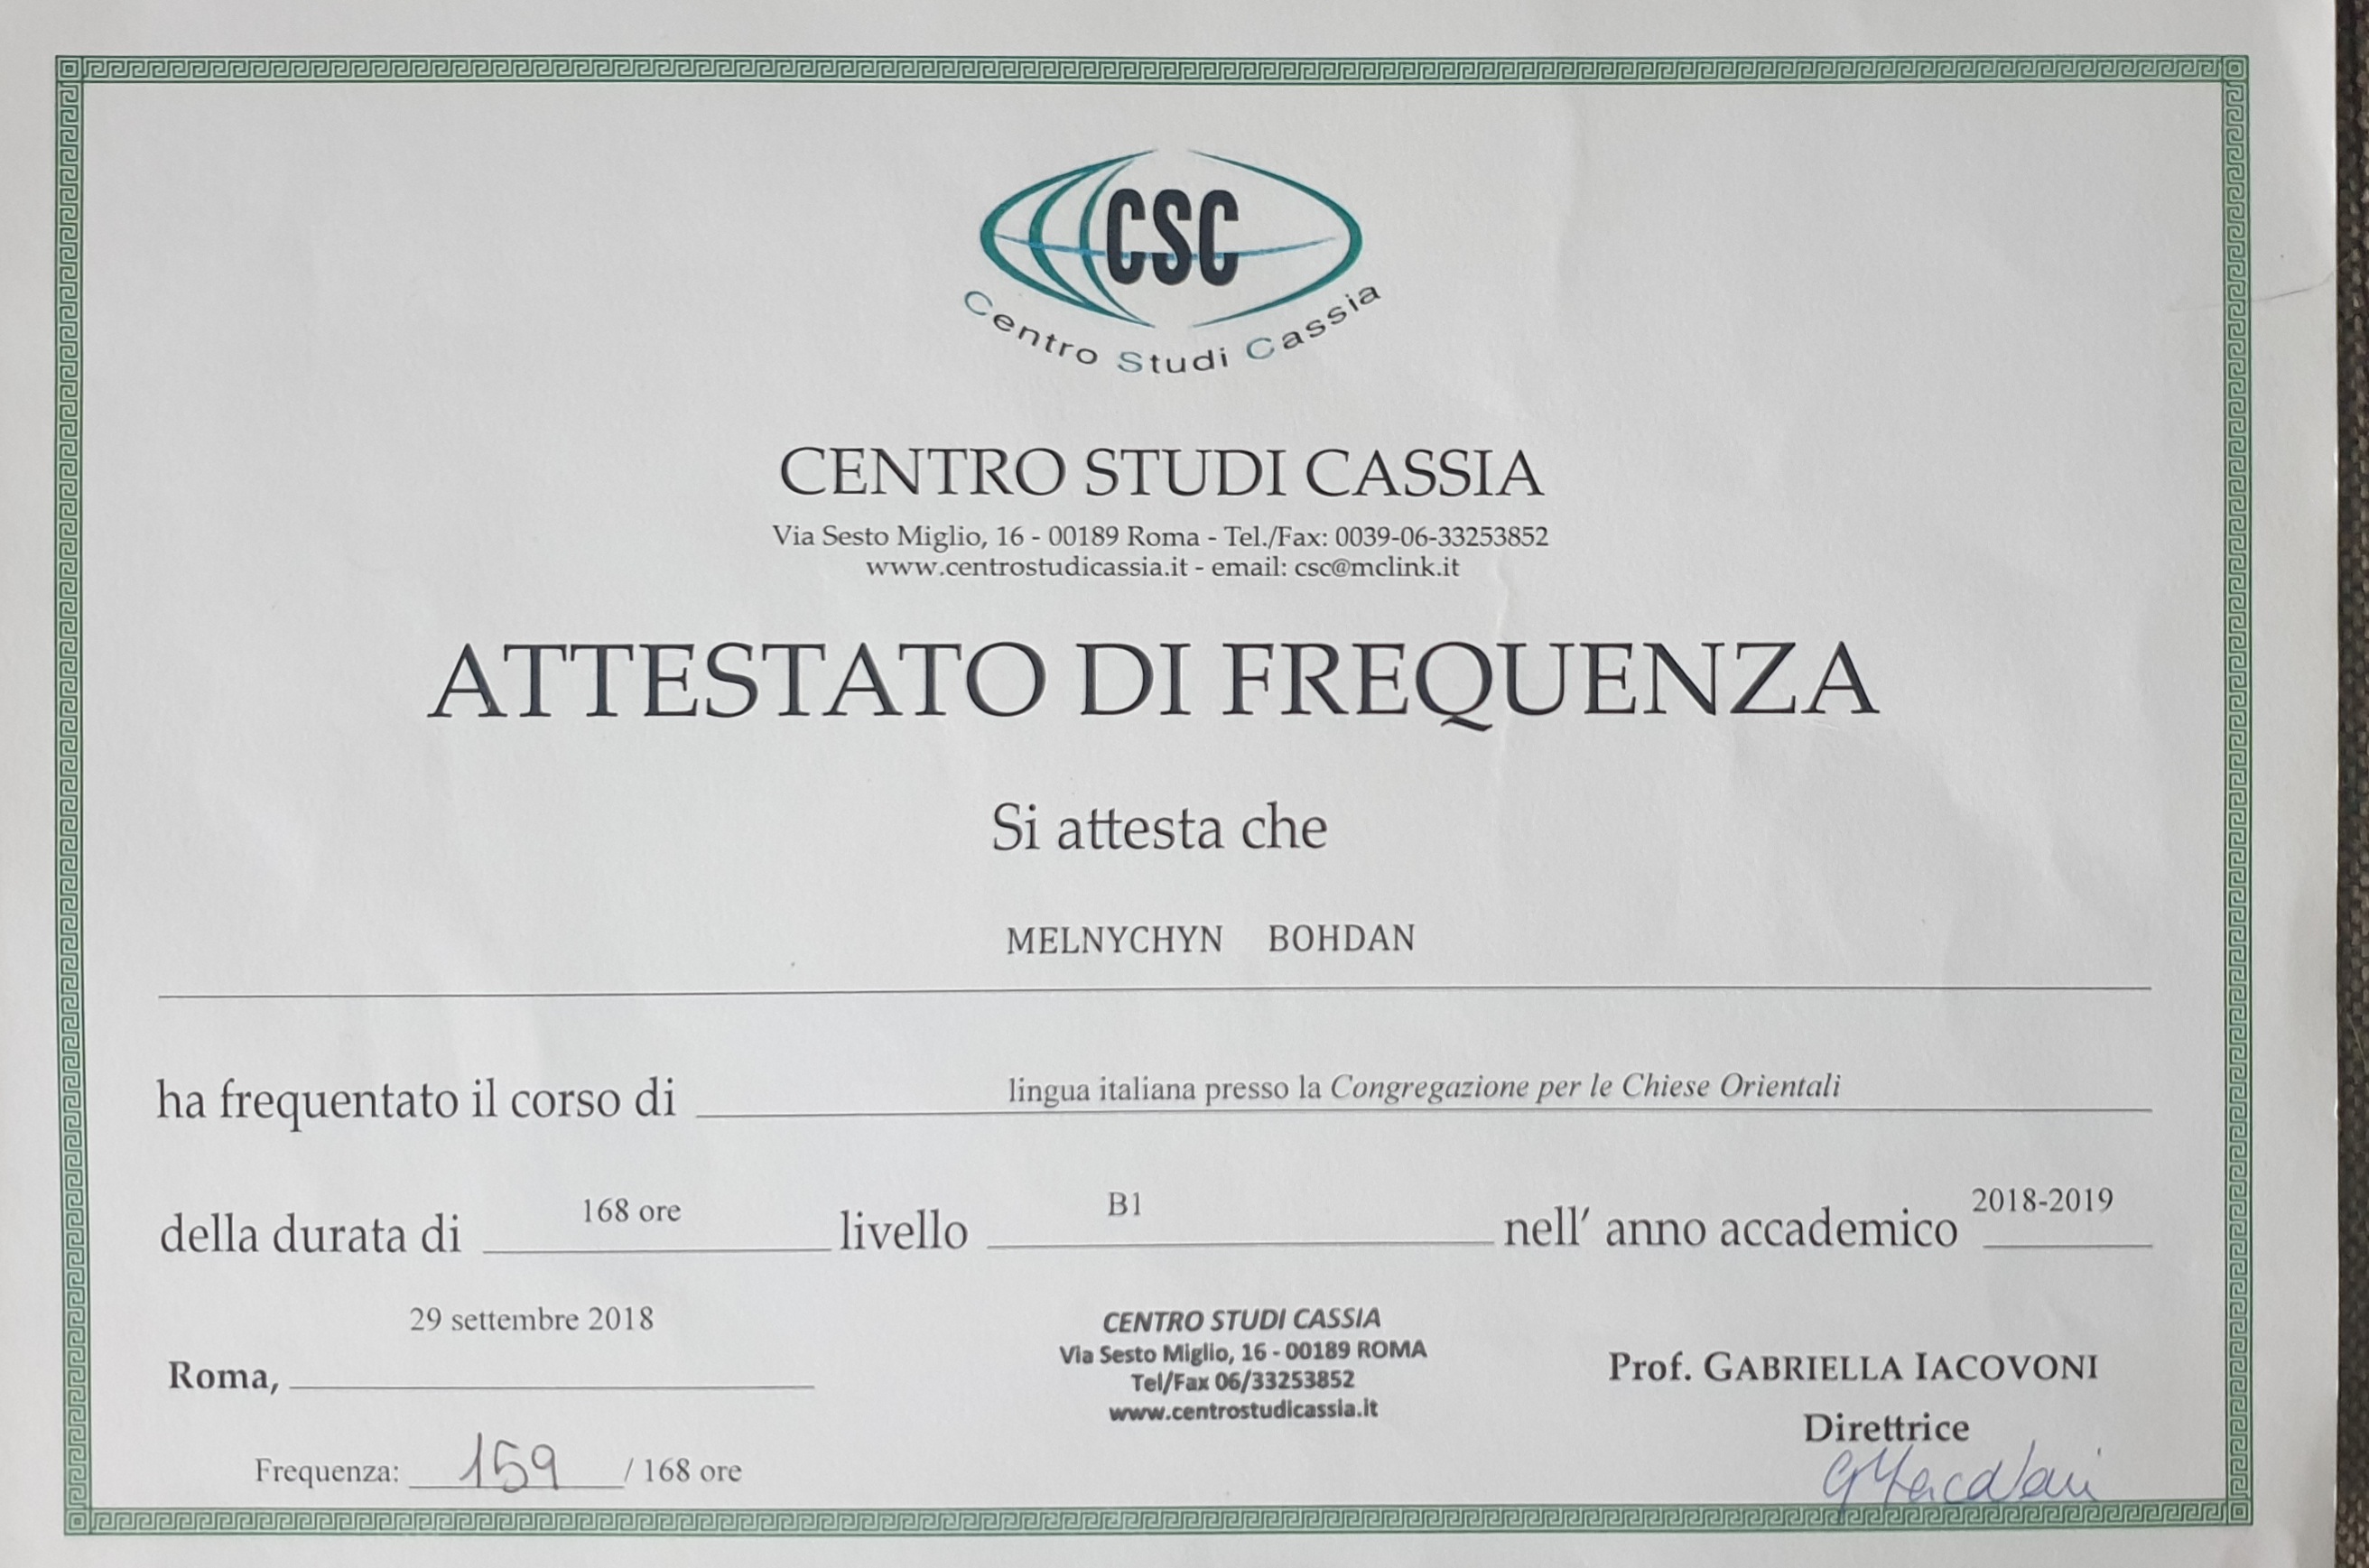 CSC
Centro Studi Cassia
CENTRO STUDI CASSIA
Via Sesto Miglio, 16 - 00189 Roma - Tel./Fax: 0039-06-33253852
www.centrostudicassia.it - email: csc@mclink.it
ATTESTATO DI FREQUENZA
Si attesta che
MELNYCHYN BOHDAN
ha frequentato il corso di lingua italiana presso la Congregazione per le Chiese Orientali
della durata di 168 ore livello B1 nell' anno accademico 2018-2019
Roma, 29 settembre 2018
CENTRO STUDI CASSIA
Via Sesto Miglio, 16 - 00189 ROMA
Tel/Fax 06/33253852
www.centrostudicassia.it
Prof. GABRIELLA IACOVONI
Direttrice
Frequenza: 159 / 168 ore